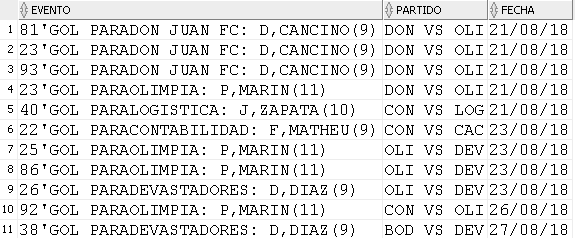 EVENTO PARTIDO FECHA
1 81'GOL PARADON JUAN FC: D,CANCINO(9) DON VS OLI 21/08/18
2 23'GOL PARADON JUAN FC: D,CANCINO(9) DON VS OLI 21/08/18
3 93'GOL PARADON JUAN FC: D,CANCINO(9) DON VS OLI 21/08/18
4 23'GOL PARAOLIMPIA: P,MARIN(11) DON VS OLI 21/08/18
5 40'GOL PARALOGISTICA: J,ZAPATA(10) CON VS LOG 21/08/18
6 22'GOL PARACONTABILIDAD: F,MATHEU(9) CON VS CAC 23/08/18
7 25'GOL PARAOLIMPIA: P,MARIN(11) OLI VS DEV 23/08/18
8 86'GOL PARAOLIMPIA: P,MARIN(11) OLI VS DEV 23/08/18
9 26'GOL PARADEVASTADORES: D,DIAZ(9) OLI VS DEV 23/08/18
10 92'GOL PARAOLIMPIA: P,MARIN(11) CON VS OLI 26/08/18
11 38'GOL PARADEVASTADORES: D,DIAZ(9) BOD VS DEV 27/08/18